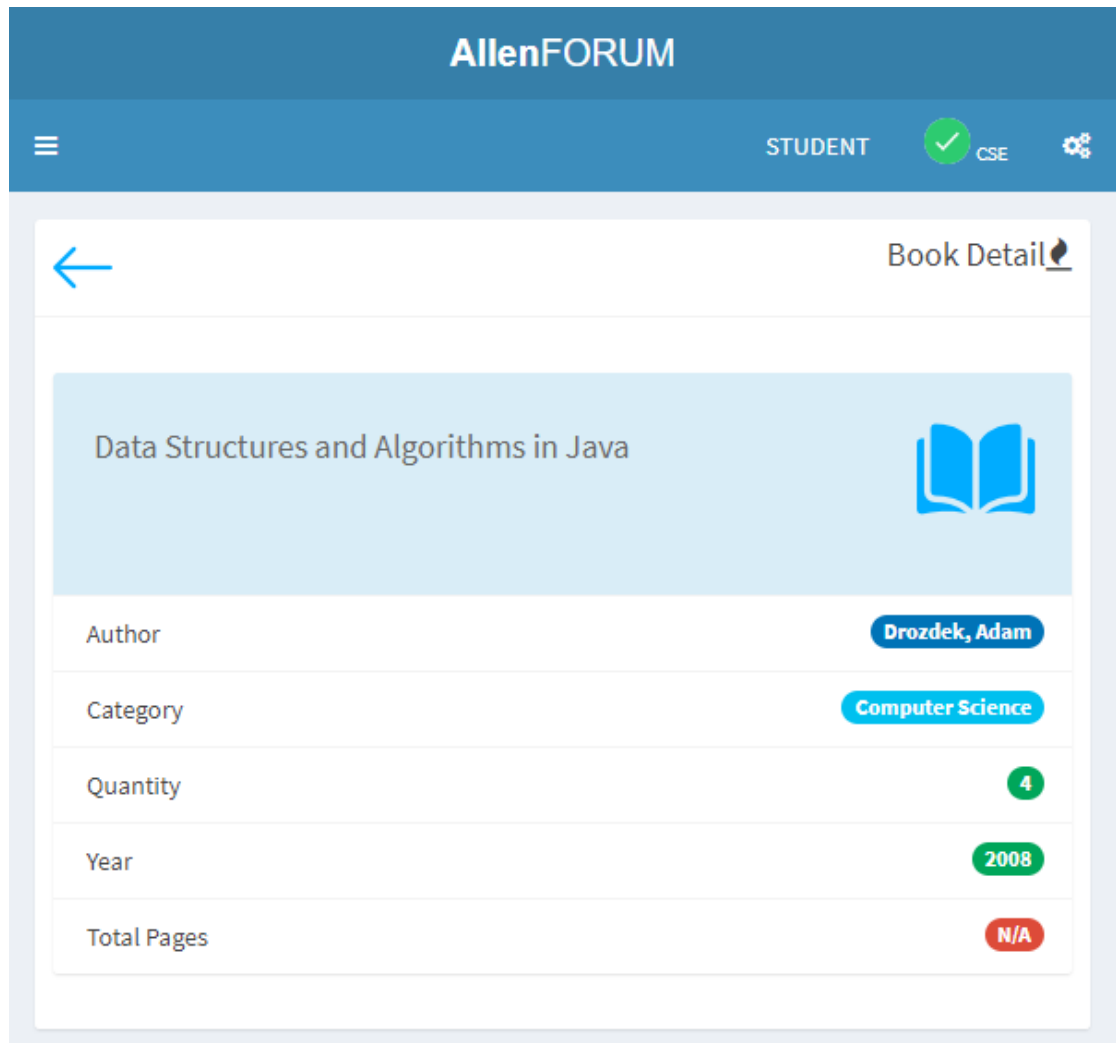 AllenFORUM
STUDENT CSE
Book Detail
Data Structures and Algorithms in Java
Author Drozdek, Adam
Category Computer Science
Quantity 4
Year 2008
Total Pages N/A